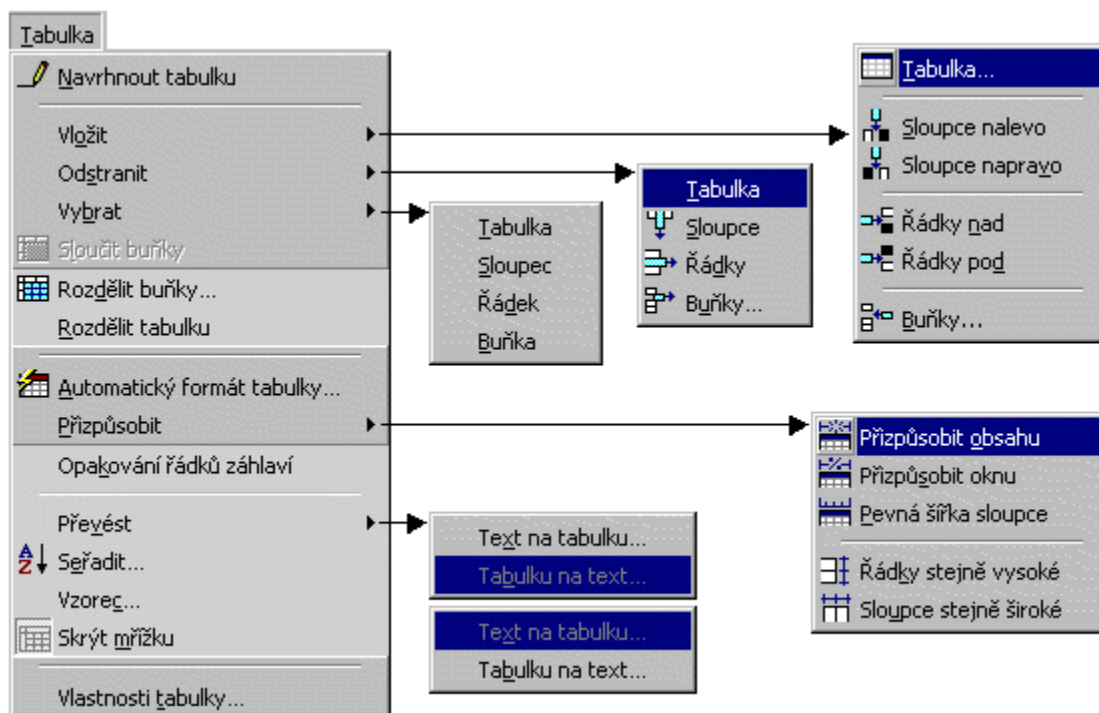 Tabulka
Navrhnout tabulku
Vložit
Odstranit
Vybrat
Sloučit buňky
Rozdělit buňky...
Rozdělit tabulku
Automatický formát tabulky...
Přizpůsobit
Opakování řádků záhlaví
Převést
Seřadit...
Vzorec...
Skrýt mřížku
Vlastnosti tabulky...
Tabulka
Sloupec
Řádek
Buňka
Tabulka
Sloupce
Řádky
Buňky...
Tabulka...
Sloupce nalevo
Sloupce napravo
Řádky nad
Řádky pod
Buňky...
Přizpůsobit obsahu
Přizpůsobit oknu
Pevná šířka sloupce
Řádky stejně vysoké
Sloupce stejně široké
Text na tabulku...
Tabulku na text...
Text na tabulku...
Tabulku na text...